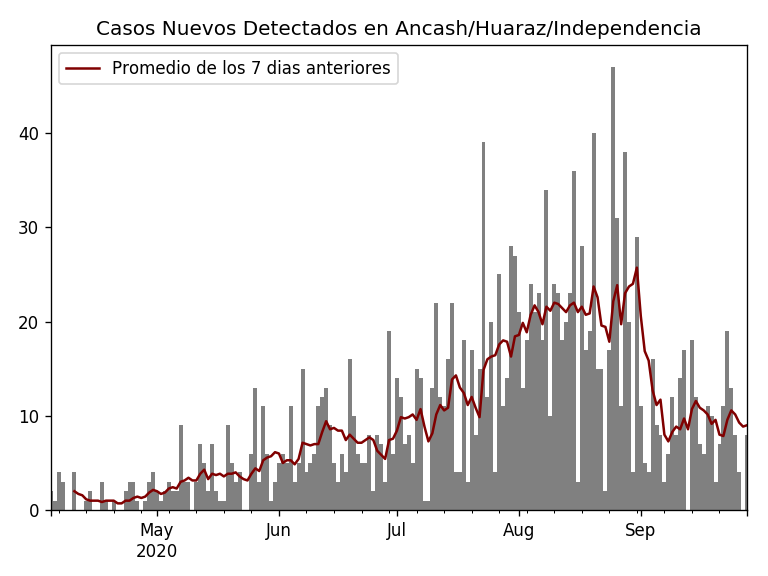 Casos Nuevos Detectados en Ancash/Huaraz/Independencia
Promedio de los 7 dias anteriores
40
30
20
10
0
May
2020
Jun
Jul
Aug
Sep